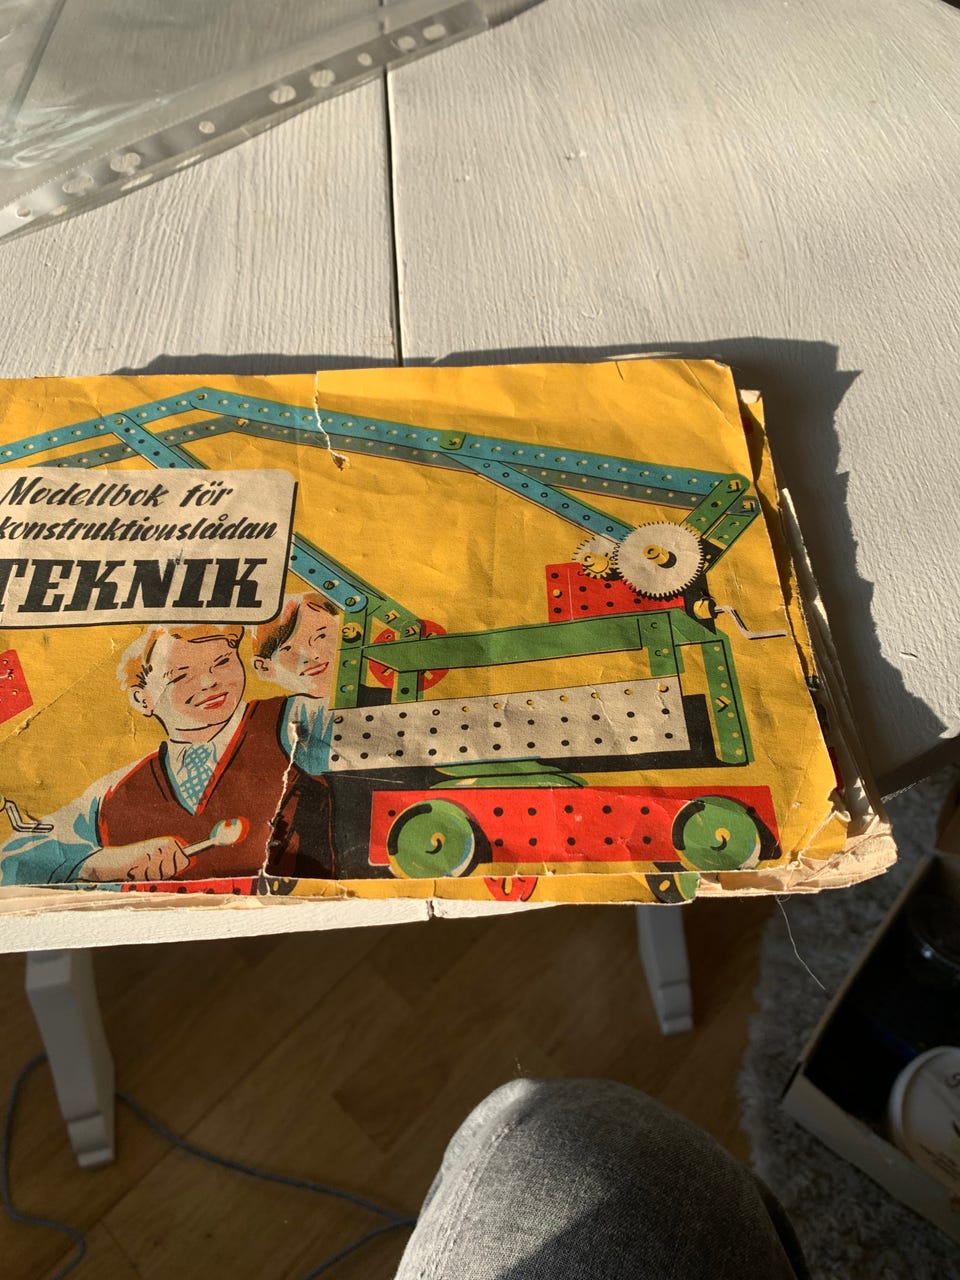 Modellbok för
konstruktionslådan
TEKNIK